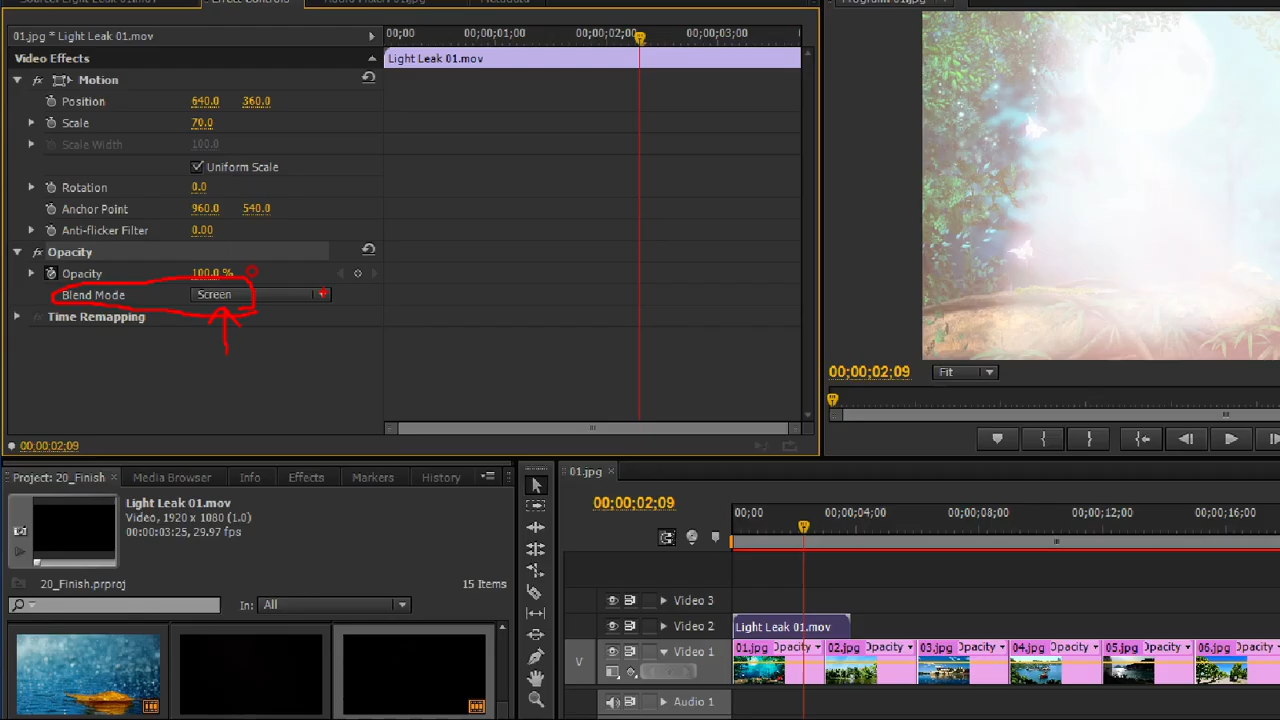 Effect Controls
01.jpg * Light Leak 01.mov
00;00 00;00;01;00 00;00;02;00 00;00;03;00
Video Effects
Light Leak 01.mov
fx Motion
Position 640.0 360.0
Scale 70.0
Scale Width 100.0
Uniform Scale
Rotation 0.0
Anchor Point 960.0 540.0
Anti-flicker Filter 0.00
fx Opacity
Opacity 100.0 %
Blend Mode Screen
fx Time Remapping
00;00;02;09
00;00;02;09 Fit
Project: 20_Finish × Media Browser Info Effects Markers History
Light Leak 01.mov
Video, 1920 x 1080 (1.0)
00;00;03;25, 29.97 fps
20_Finish.prproj 15 Items
In: All
01.jpg ×
00;00;02;09
00;00 00;00;04;00 00;00;08;00 00;00;12;00 00;00;16;00
Video 3
Video 2
Light Leak 01.mov
V Video 1
01.jpg Opacity 02.jpg Opacity 03.jpg Opacity 04.jpg Opacity 05.jpg Opacity 06.jpg Opacity
Audio 1